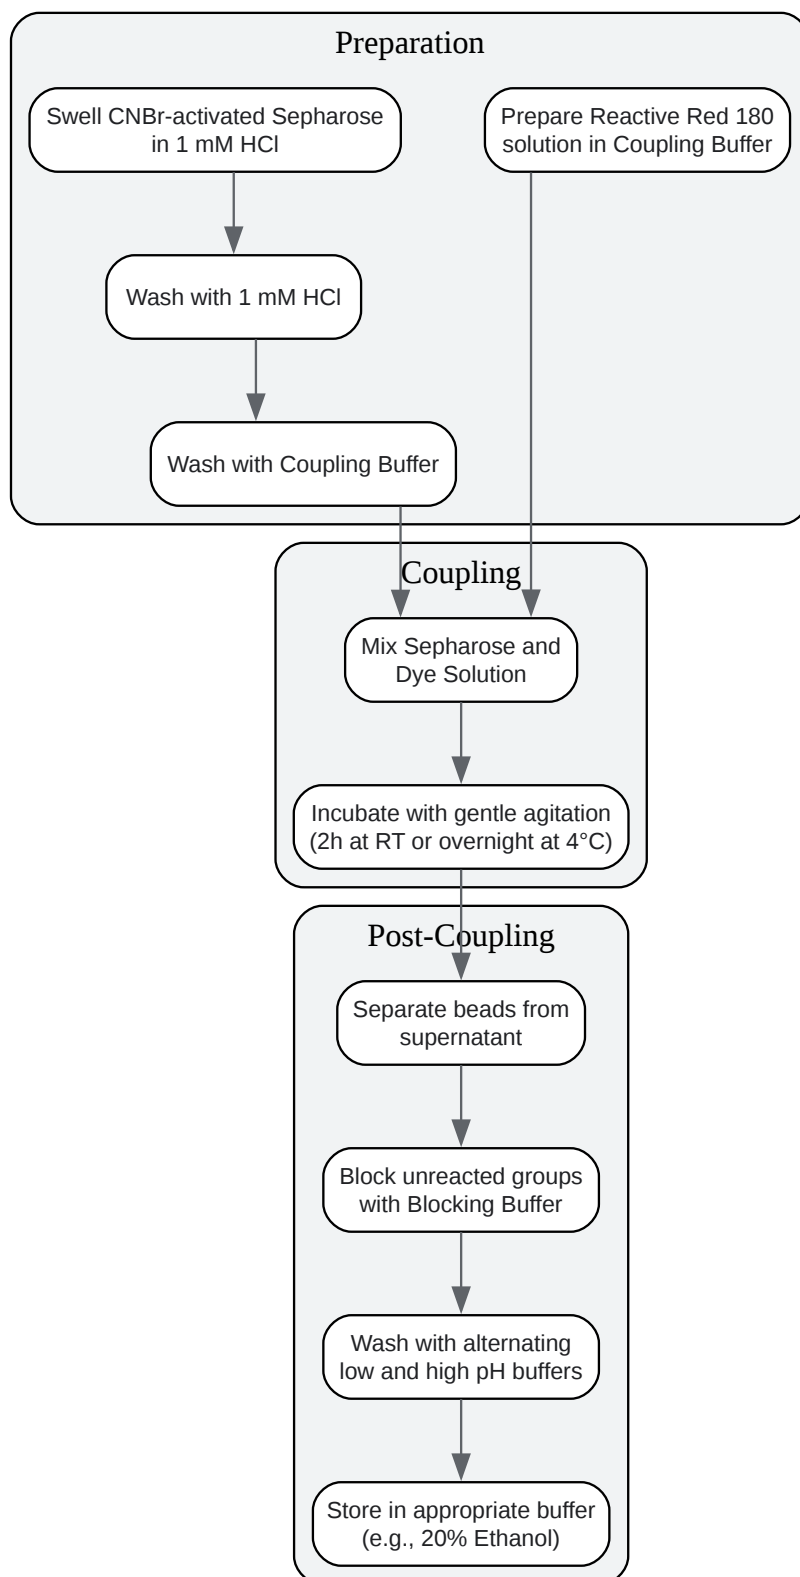 Preparation
Swell CNBr-activated Sepharose
in 1 mM HCl
Prepare Reactive Red 180
solution in Coupling Buffer
Wash with 1 mM HCl
Wash with Coupling Buffer
Coupling
Mix Sepharose and
Dye Solution
Incubate with gentle agitation
(2h at RT or overnight at 4°C)
Post-Coupling
Separate beads from
supernatant
Block unreacted groups
with Blocking Buffer
Wash with alternating
low and high pH buffers
Store in appropriate buffer
(e.g., 20% Ethanol)